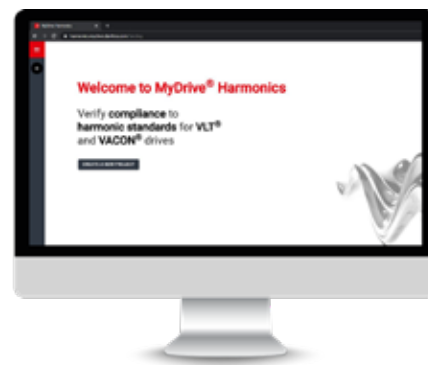 Welcome to MyDrive® Harmonics
Verify compliance to
harmonic standards for VLT®
and VACON® drives
CREATE A NEW PROJECT